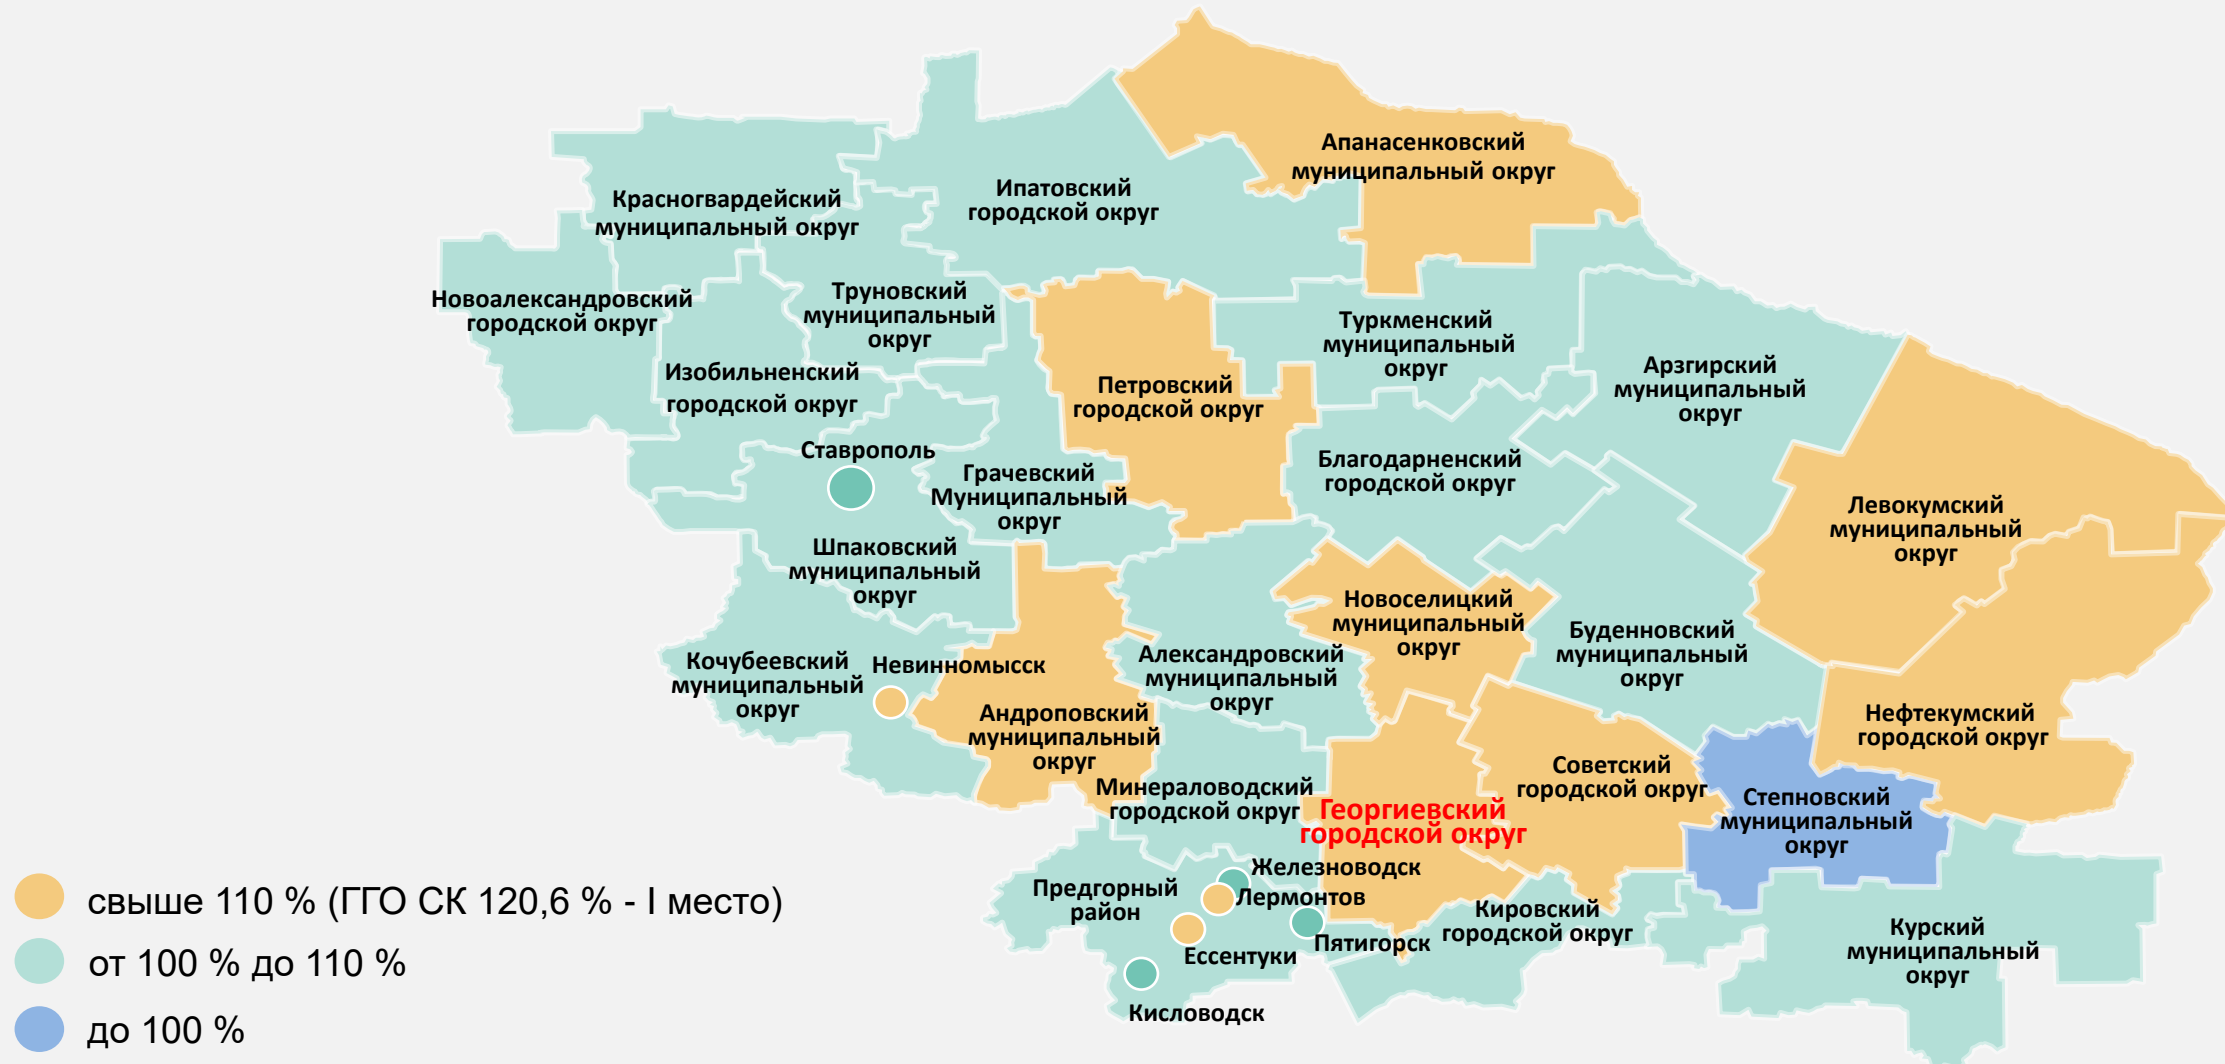 Апанасенковский
муниципальный округ
Ипатовский
городской округ
Красногвардейский
муниципальный округ
Новоалександровский
городской округ
Труновский
муниципальный
округ
Туркменский
муниципальный
округ
Арзгирский
муниципальный
округ
Изобильненский
городской округ
Петровский
городской округ
Ставрополь
Грачевский
Муниципальный
округ
Благодарненский
городской округ
Левокумский
муниципальный
округ
Шпаковский
муниципальный
округ
Новоселицкий
муниципальный
округ
Буденновский
муниципальный
округ
Кочубеевский
муниципальный
округ
Невинномысск
Александровский
муниципальный
округ
Андроповский
муниципальный
округ
Нефтекумский
городской округ
Минераловодский
городской округ
Георгиевский
городской округ
Советский
городской округ
Степновский
муниципальный
округ
Железноводск
Лермонтов
Предгорный
район
Ессентуки
Пятигорск
Кировский
городской округ
Курский
муниципальный
округ
Кисловодск
свыше 110 % (ГГО СК 120,6 % - I место)
от 100 % до 110 %
до 100 %